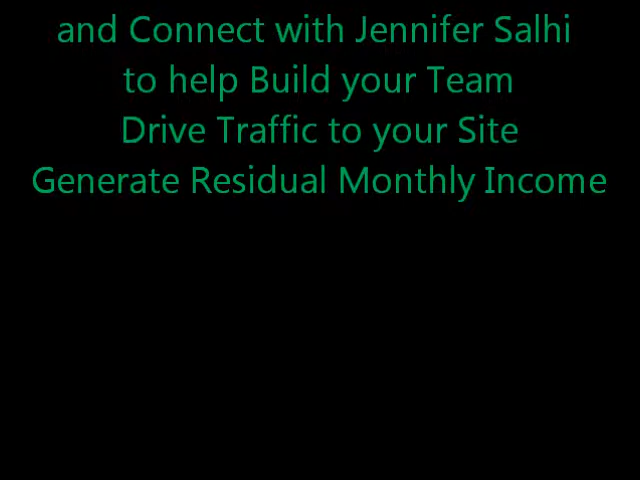 and Connect with Jennifer Salhi
to help Build your Team
Drive Traffic to your Site
Generate Residual Monthly Income